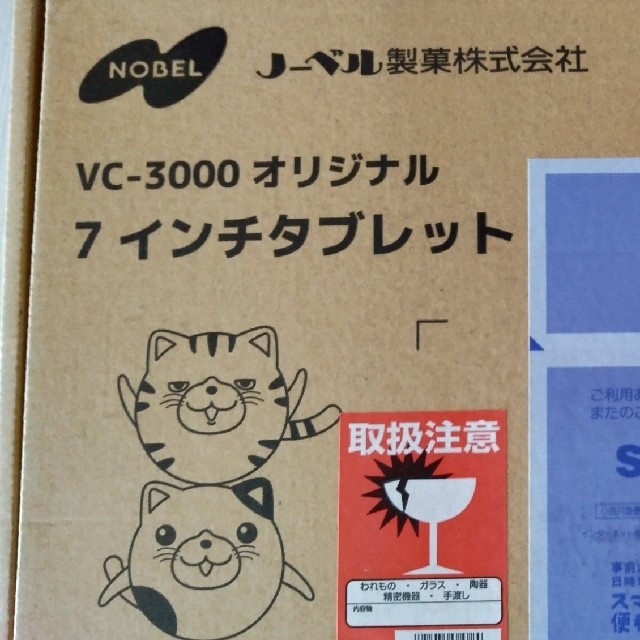 NOBEL ノーベル製菓株式会社
VC-3000 オリジナル
7 インチタブレット
取扱注意
われもの ・ ガラス ・ 陶器
精密機器 ・ 手渡し
内容物
ご利用
またのご
S
事前
日時
スマ
便